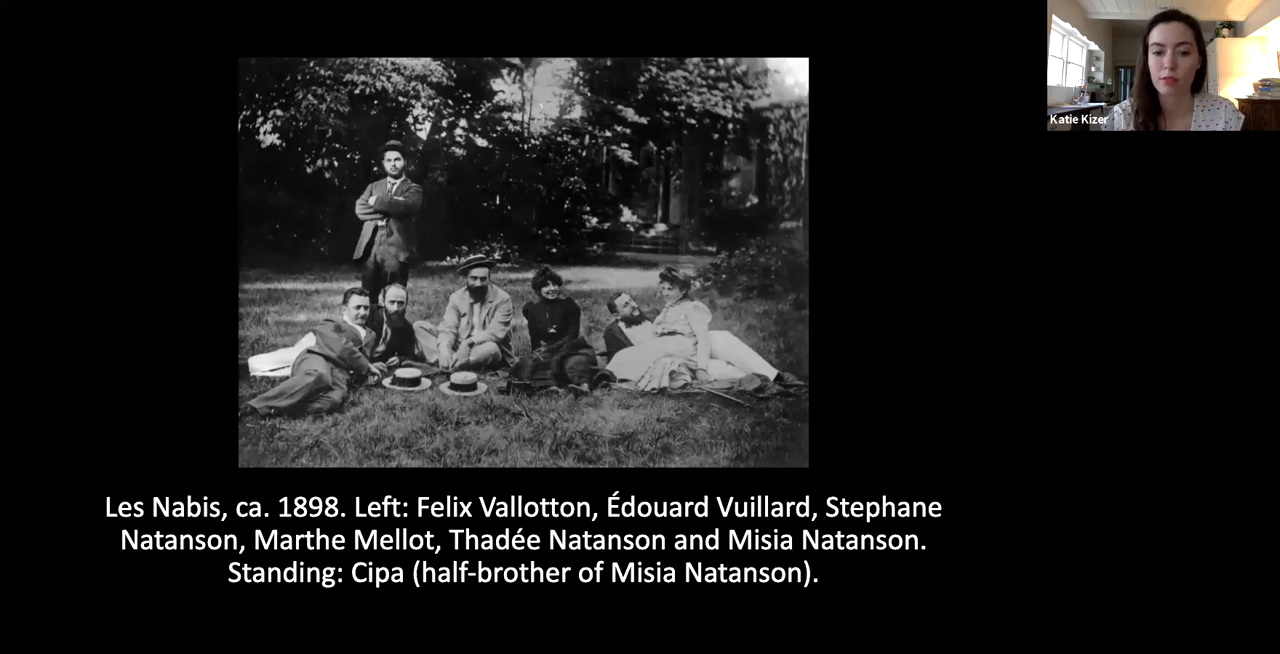 Katie Kizer
Les Nabis, ca. 1898. Left: Felix Vallotton, Édouard Vuillard, Stephane
Natanson, Marthe Mellot, Thadée Natanson and Misia Natanson.
Standing: Cipa (half-brother of Misia Natanson).